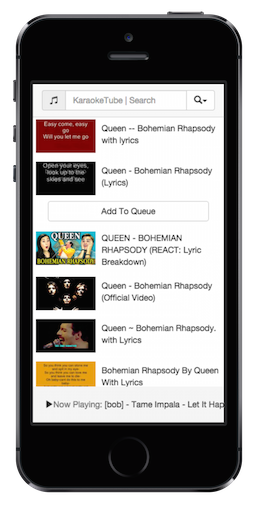 KaraokeTube | Search
Easy come, easy
go
Will you let me go
Queen -- Bohemian Rhapsody
with lyrics
Open your eyes,
look up to the
skies and see
Queen - Bohemian Rhapsody
(Lyrics)
Add To Queue
QUEEN
BOHEMIAN RHAPSODY
QUEEN - BOHEMIAN
RHAPSODY (REACT: Lyric
Breakdown)
Queen - Bohemian Rhapsody
(Official Video)
Queen ~ Bohemian Rhapsody.
with Lyrics
Bohemian Rhapsody By Queen
With Lyrics
Now Playing: [bob] - Tame Impala - Let It Hap